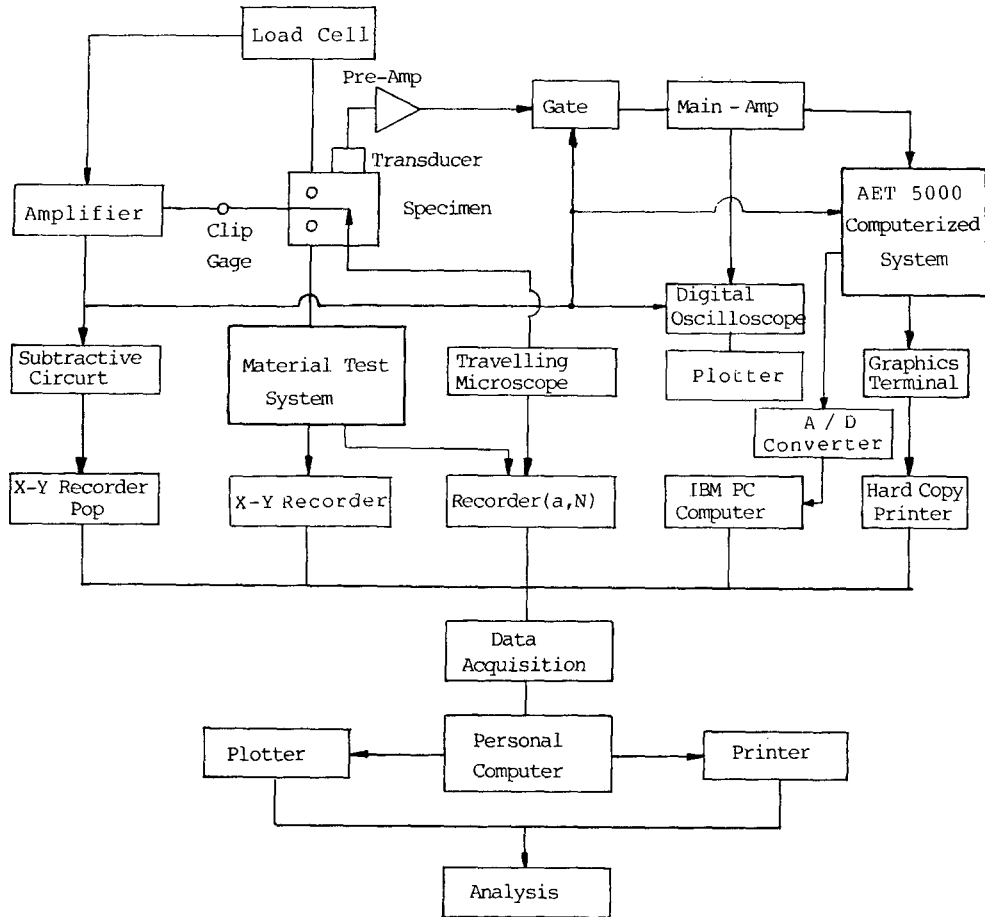 Load Cell
Pre-Amp
Gate
Main - Amp
Transducer
Amplifier
Clip
Gage
Specimen
AET 5000
Computerized
System
Digital
Oscilloscope
Subtractive
Circurt
Material Test
System
Travelling
Microscope
Plotter
Graphics
Terminal
A / D
Converter
X-Y Recorder
Pop
X-Y Recorder
Recorder(a,N)
IBM PC
Computer
Hard Copy
Printer
Data
Acquisition
Plotter
Personal
Computer
Printer
Analysis